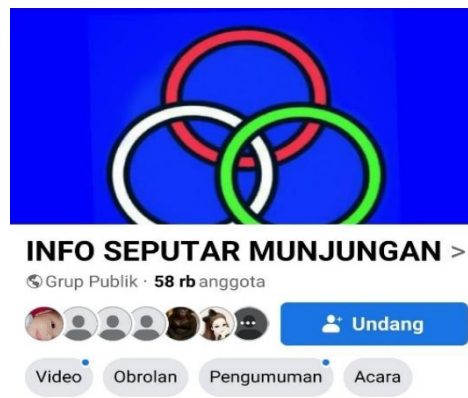 INFO SEPUTAR MUNJUNGAN >
Grup Publik · 58 rb anggota
Undang
Video Obrolan Pengumuman Acara